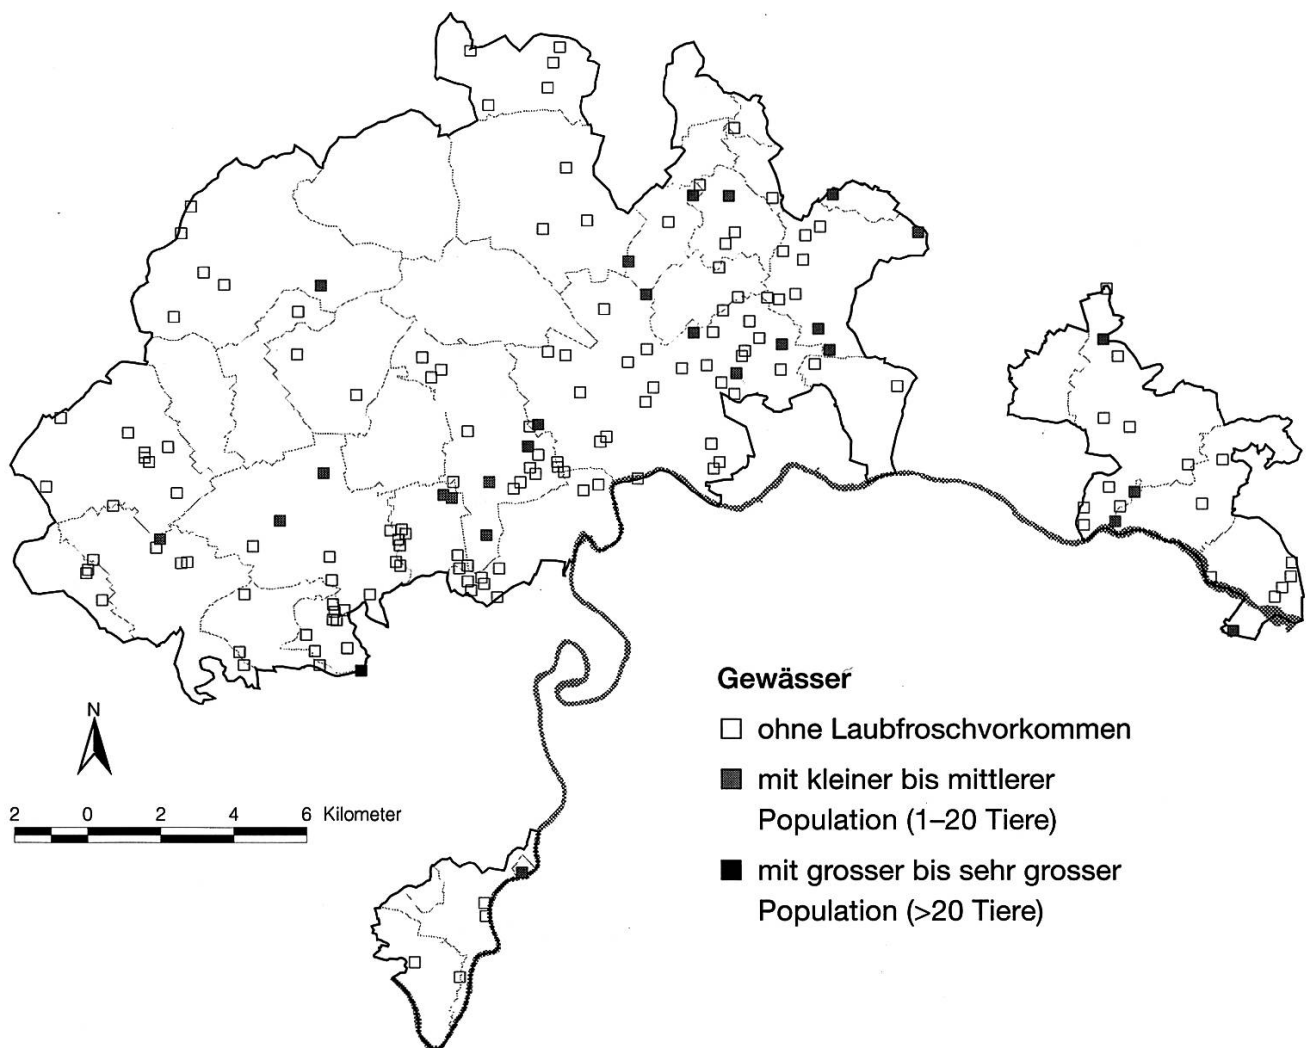 Gewässer
ohne Laubfroschvorkommen
mit kleiner bis mittlerer
Population (1–20 Tiere)
mit grosser bis sehr grosser
Population (>20 Tiere)
N
2 0 2 4 6 Kilometer